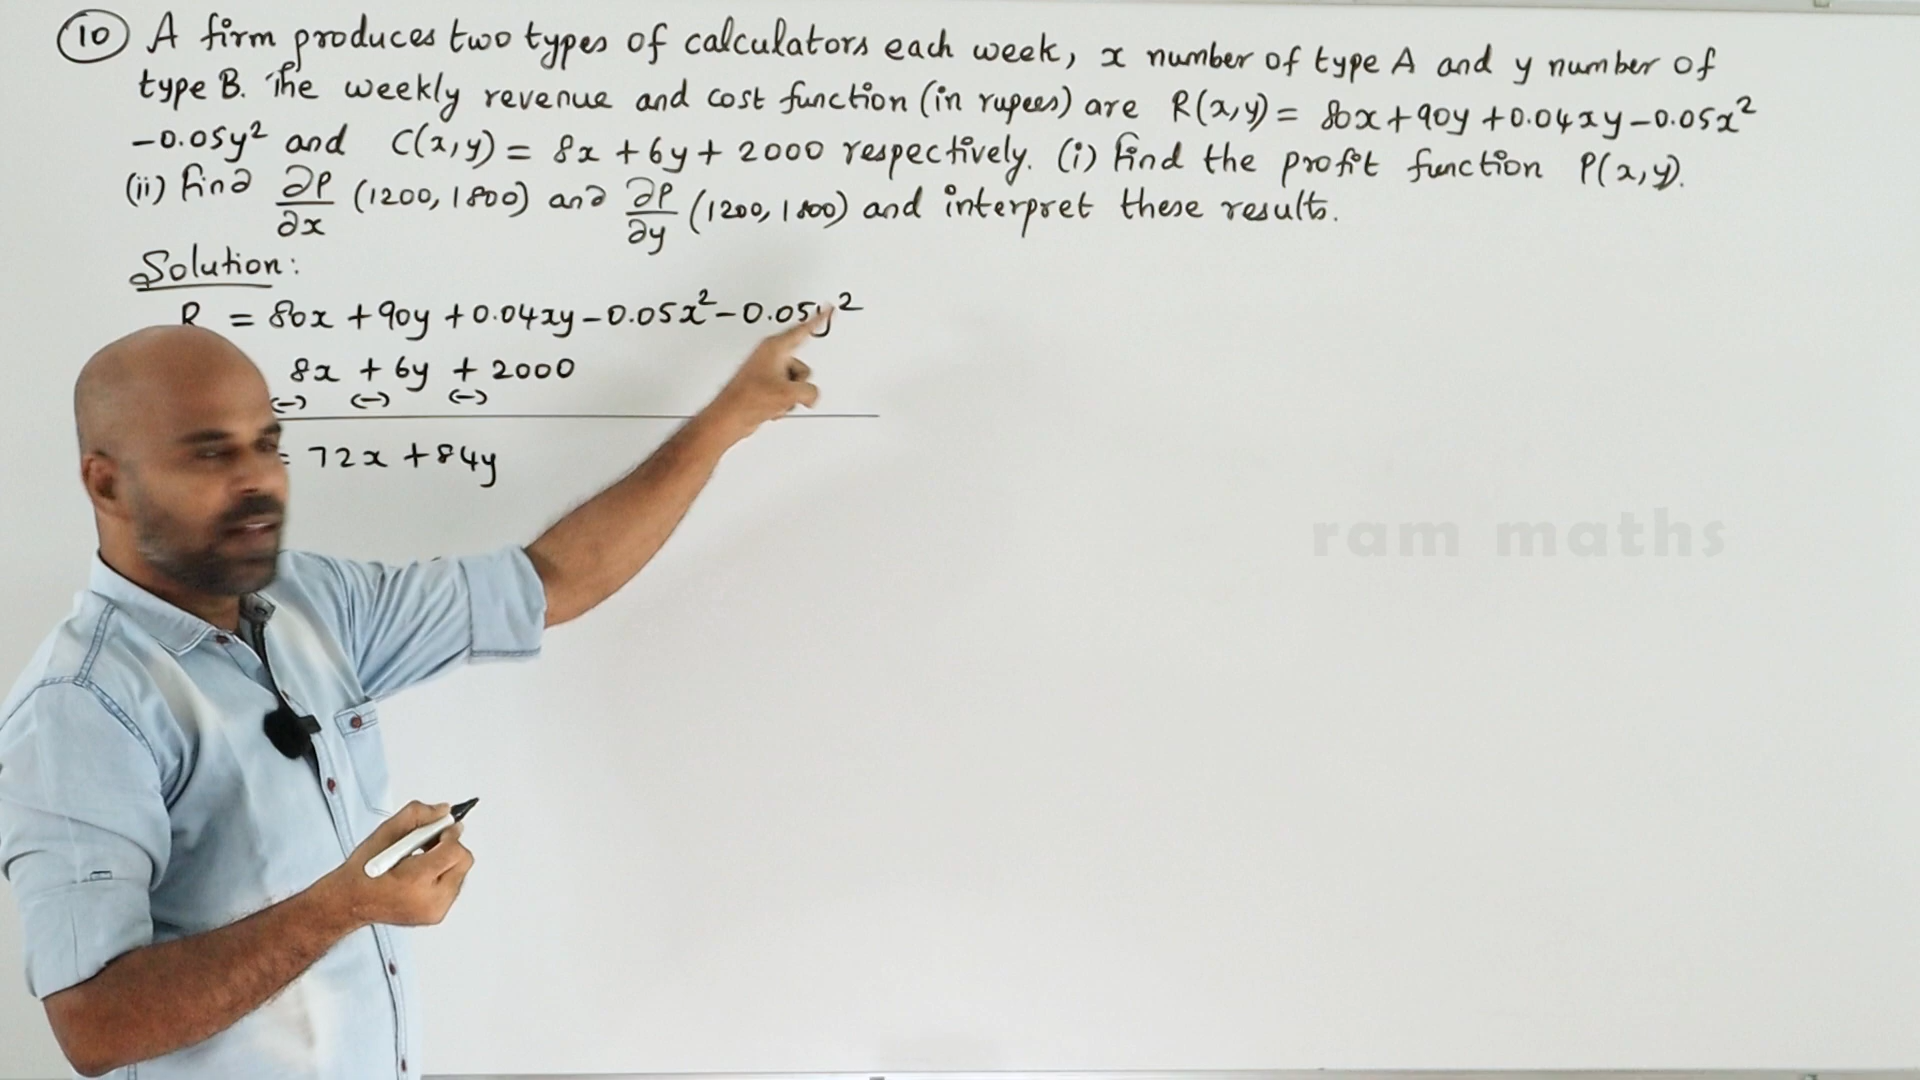 10 A firm produces two types of calculators each week, x number of type A and y number of
type B. The weekly revenue and cost function (in rupees) are R(x,y) = 80x+90y+0.04xy-0.05x²
-0.05y² and C(x,y) = 8x+6y+2000 respectively. (i) Find the profit function P(x,y).
(ii) Find ∂P/∂x (1200, 1800) and ∂P/∂y (1200, 1800) and interpret these results.
Solution:
R = 80x+90y+0.04xy-0.05x²-0.05y²
8x + 6y + 2000
(-) (-) (-)
= 72x + 84y
ram maths